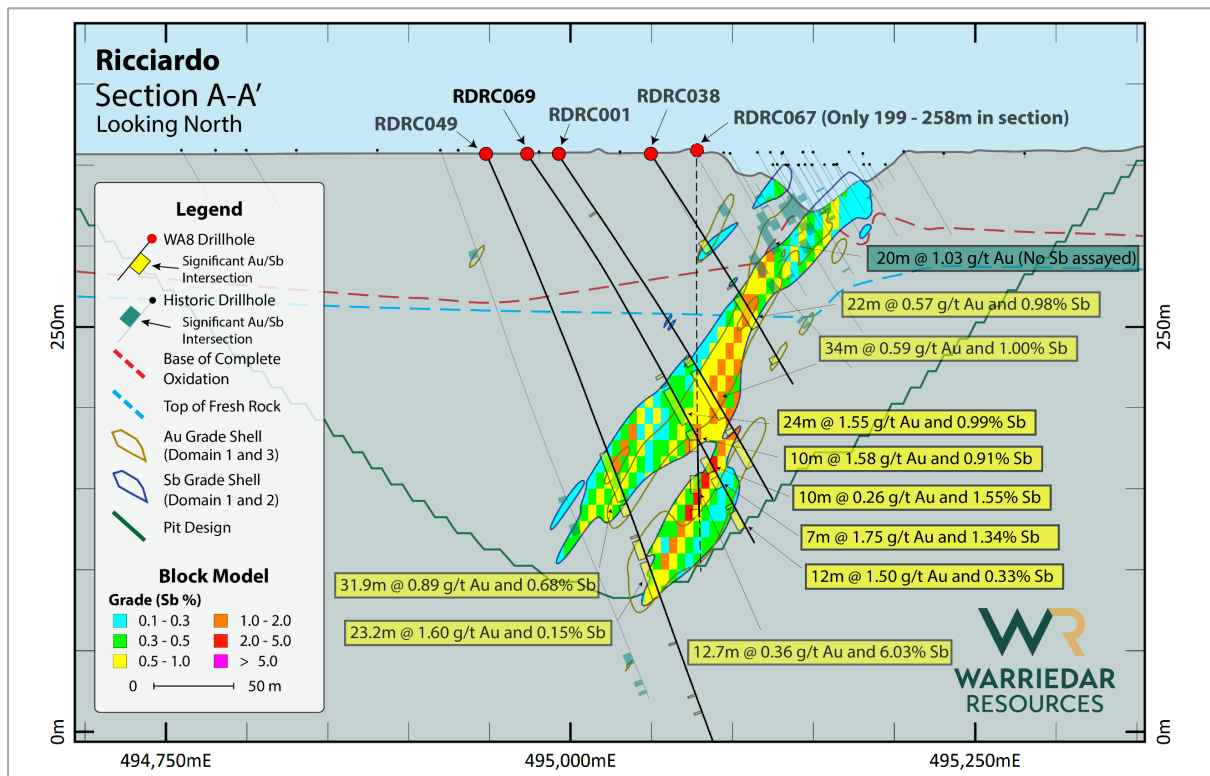 Ricciardo
Section A-A’
Looking North
RDRC049
RDRC069
RDRC001
RDRC038
RDRC067 (Only 199 - 258m in section)
Legend
WA8 Drillhole
Significant Au/Sb
Intersection
Historic Drillhole
Significant Au/Sb
Intersection
Base of Complete
Oxidation
Top of Fresh Rock
Au Grade Shell
(Domain 1 and 3)
Sb Grade Shell
(Domain 1 and 2)
Pit Design
Block Model
Grade (Sb %)
0.1 - 0.3
1.0 - 2.0
0.3 - 0.5
2.0 - 5.0
0.5 - 1.0
> 5.0
0
50 m
20m @ 1.03 g/t Au (No Sb assayed)
22m @ 0.57 g/t Au and 0.98% Sb
34m @ 0.59 g/t Au and 1.00% Sb
24m @ 1.55 g/t Au and 0.99% Sb
10m @ 1.58 g/t Au and 0.91% Sb
10m @ 0.26 g/t Au and 1.55% Sb
7m @ 1.75 g/t Au and 1.34% Sb
12m @ 1.50 g/t Au and 0.33% Sb
31.9m @ 0.89 g/t Au and 0.68% Sb
23.2m @ 1.60 g/t Au and 0.15% Sb
12.7m @ 0.36 g/t Au and 6.03% Sb
WR
WARRIEDAR
RESOURCES
250m
0m
250m
0m
494,750mE
495,000mE
495,250mE